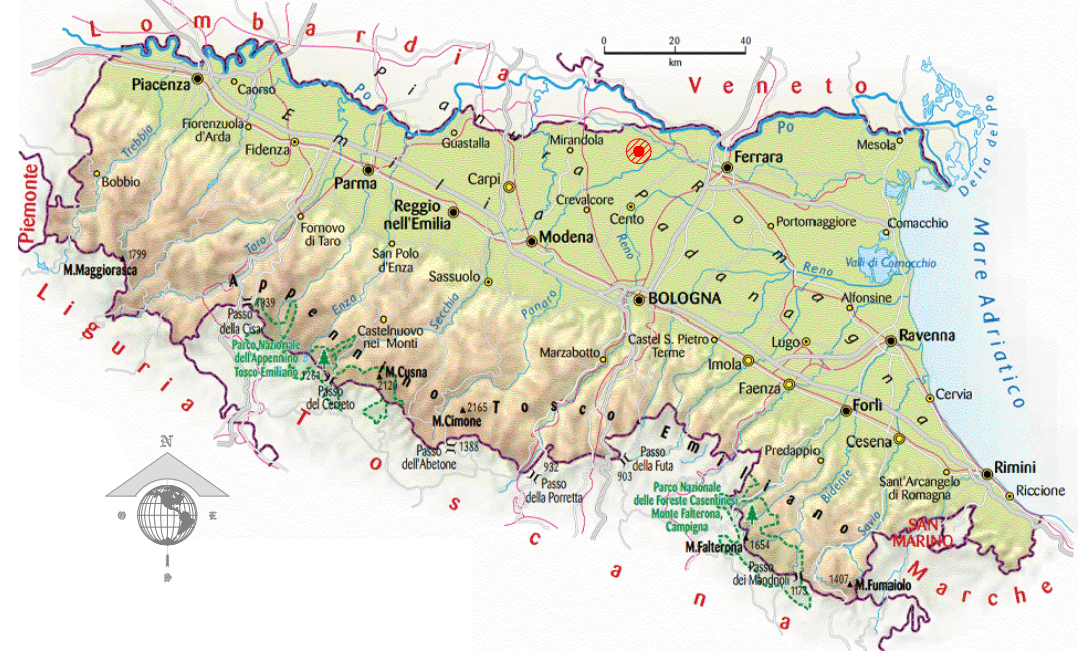 Lombardia
0 20 40
km
Veneto
Piacenza
Caorso
Po
Pianura Padana
Emilia Romagna
Trebbia
Fiorenzuola
d'Arda
Fidenza
Guastalla
Mirandola
Ferrara
Po
Mesola
Delta del Po
Bobbio
Parma
Carpi
Crevalcore
Cento
Piemonte
Reggio
nell'Emilia
Portomaggiore
Comacchio
Fornovo
di Taro
Taro
Modena
Reno
Mare Adriatico
1799
M.Maggiorasca
San Polo
d'Enza
Sassuolo
Reno
Valli di Comacchio
Liguria
Appennino Tosco Emiliano
1039
Enza
Secchia
Panaro
BOLOGNA
Alfonsine
Passo
della Cisa
Castelnuovo
nei Monti
Castel S. Pietro
Terme
Lugo
Ravenna
Parco Nazionale
dell'Appennino
Tosco-Emiliano
1261
M.Cusna
2120
Marzabotto
Imola
Faenza
Passo
del Cerreto
2165
M.Cimone
Cervia
Forlì
Toscana
Passo
dell'Abetone
1388
Cesena
Predappio
932
Passo
della Porretta
903
Passo
della Futa
Rimini
Riccione
Sant'Arcangelo
di Romagna
Bidente
Savio
Parco Nazionale
delle Foreste Casentinesi,
Monte Falterona,
Campigna
SAN
MARINO
M.Falterona
1654
Passo
dei Mandrioli
1173
1407
M.Fumaiolo
Marche
N
O
E
S